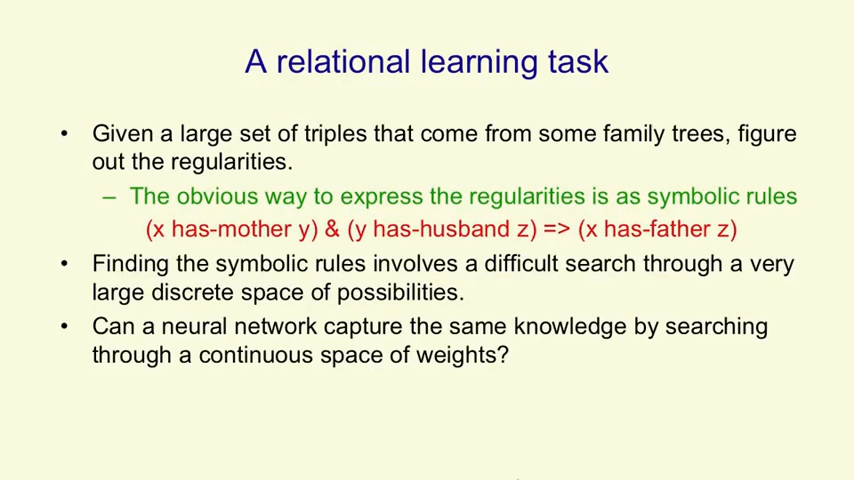 A relational learning task
• Given a large set of triples that come from some family trees, figure
out the regularities.
– The obvious way to express the regularities is as symbolic rules
(x has-mother y) & (y has-husband z) => (x has-father z)
• Finding the symbolic rules involves a difficult search through a very
large discrete space of possibilities.
• Can a neural network capture the same knowledge by searching
through a continuous space of weights?